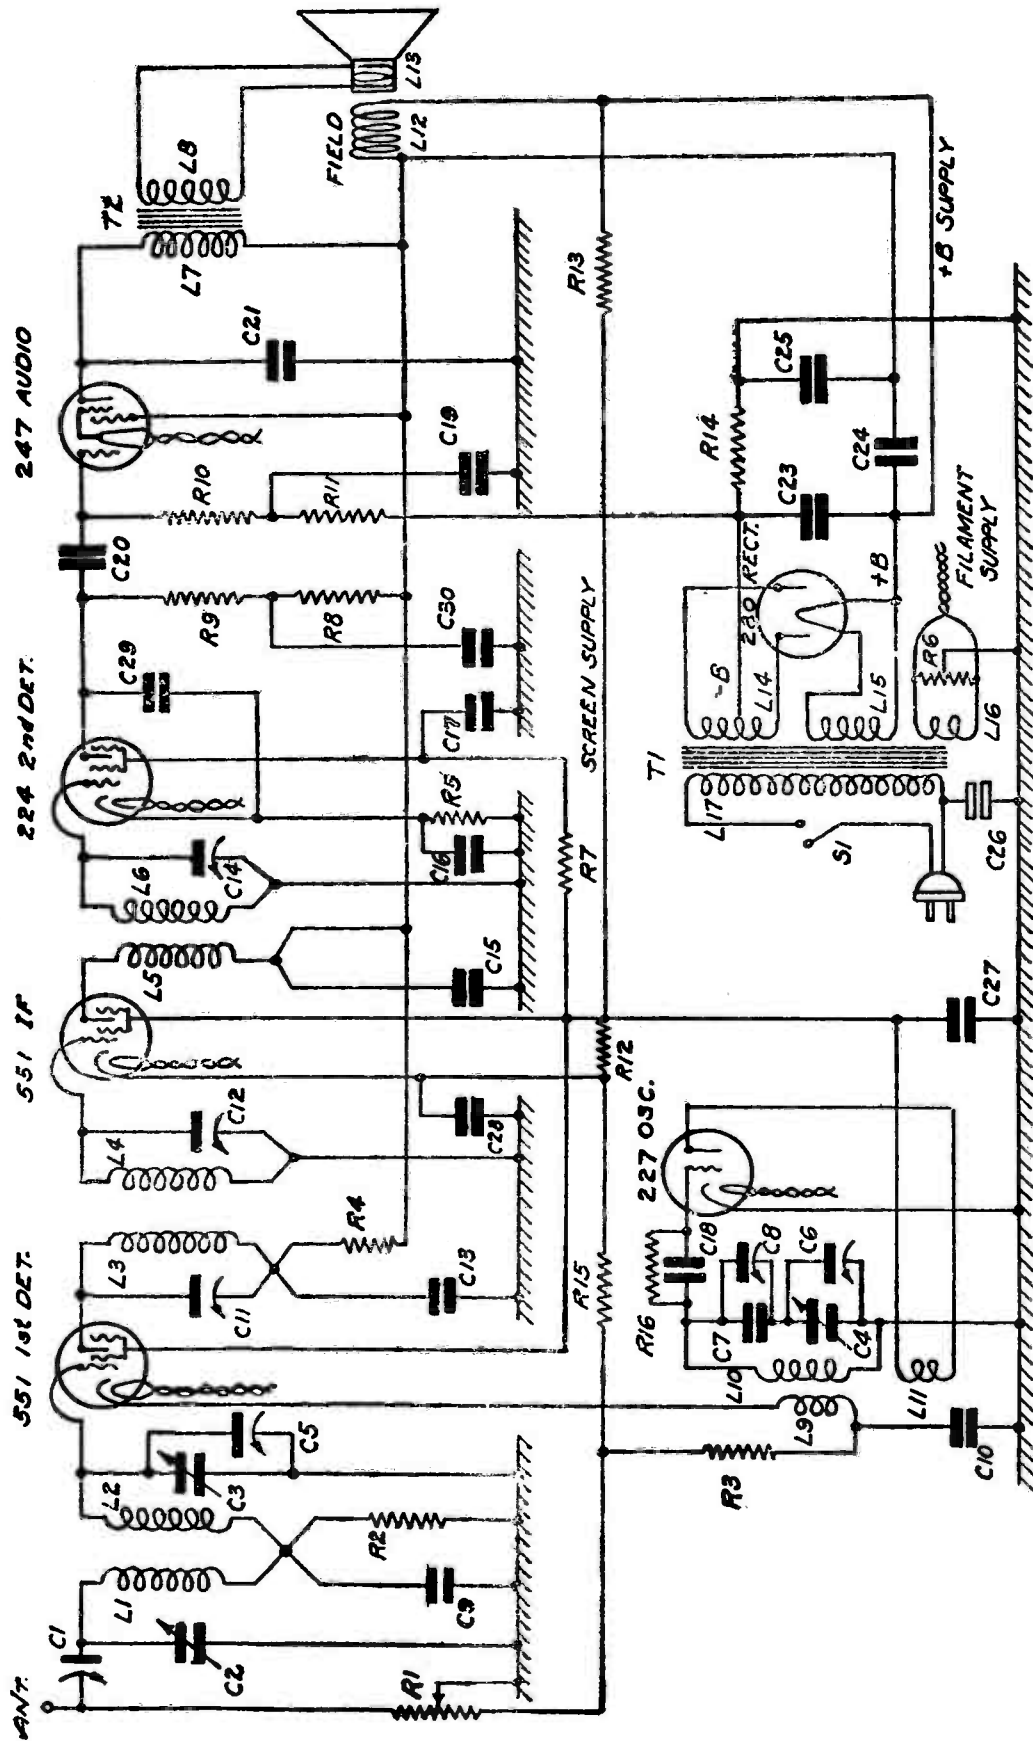 ANT.
551 1st DET.
551 IF
224 2nd DET.
247 AUDIO
C1
L1
L2
C2
C3
C5
R1
C9
R2
L3
C11
R4
C13
L4
C12
C28
L5
C15
L6
C14
C16
R5
C17
C29
R9
R8
C30
C20
R10
R11
C19
C21
T2
L7
L8
FIELD
L12
L13
R7
R15
R12
SCREEN SUPPLY
R13
R3
L9
C10
R16
C18
L10
C7
C8
C4
C6
L11
227 OSC.
C27
T1
L17
S1
C26
-B
L14
L15
L16
280 RECT.
+B
R6
FILAMENT
SUPPLY
R14
C23
C24
C25
+B SUPPLY